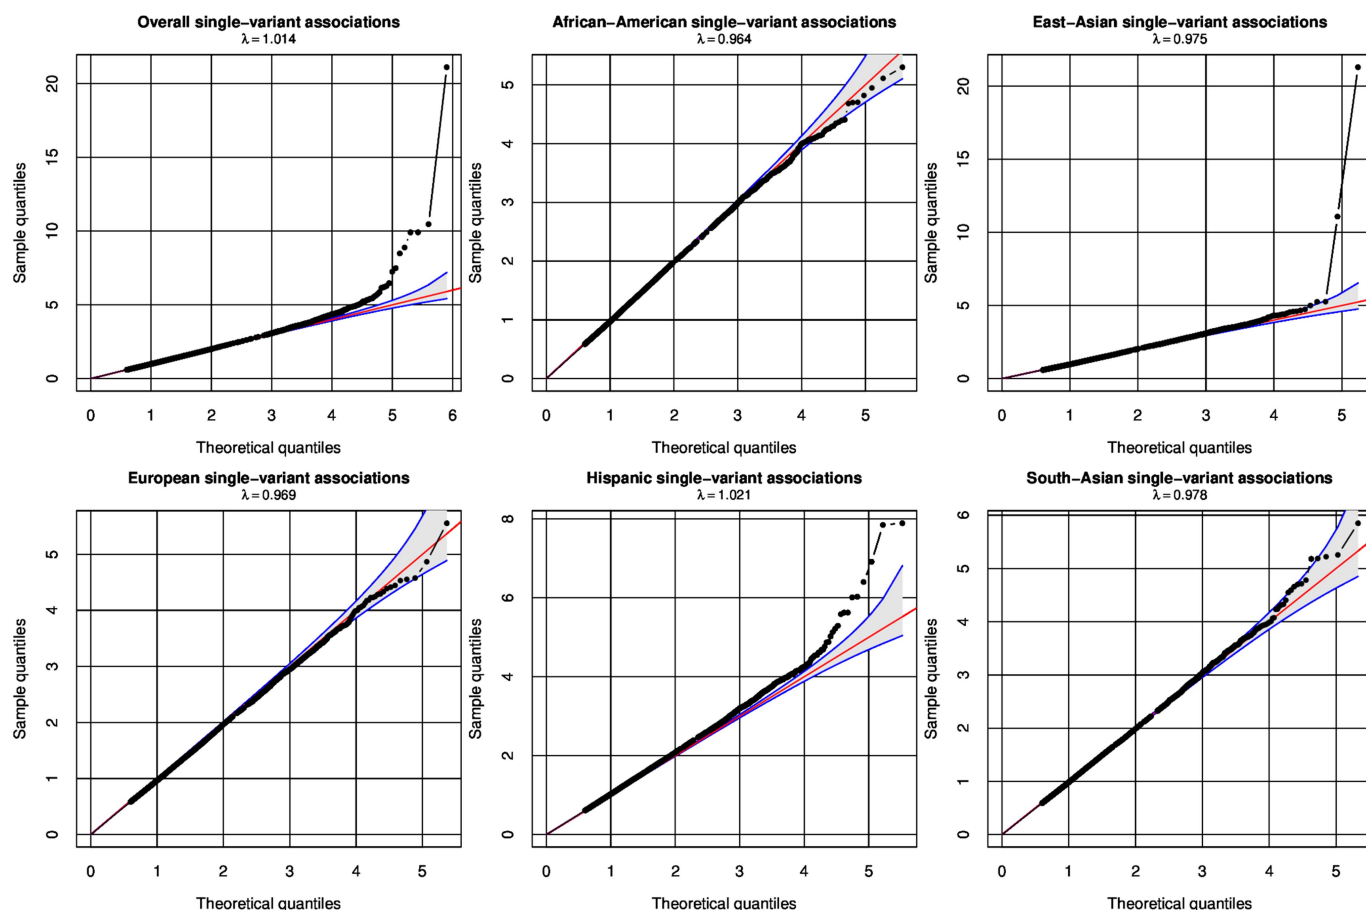 Overall single−variant associations
λ = 1.014
Sample quantiles
20
15
10
5
0
0 1 2 3 4 5 6
Theoretical quantiles
African−American single−variant associations
λ = 0.964
Sample quantiles
5
4
3
2
1
0
0 1 2 3 4 5
Theoretical quantiles
East−Asian single−variant associations
λ = 0.975
Sample quantiles
20
15
10
5
0
0 1 2 3 4 5
Theoretical quantiles
European single−variant associations
λ = 0.969
Sample quantiles
5
4
3
2
1
0
0 1 2 3 4 5
Theoretical quantiles
Hispanic single−variant associations
λ = 1.021
Sample quantiles
8
6
4
2
0
0 1 2 3 4 5
Theoretical quantiles
South−Asian single−variant associations
λ = 0.978
Sample quantiles
6
5
4
3
2
1
0
0 1 2 3 4 5
Theoretical quantiles